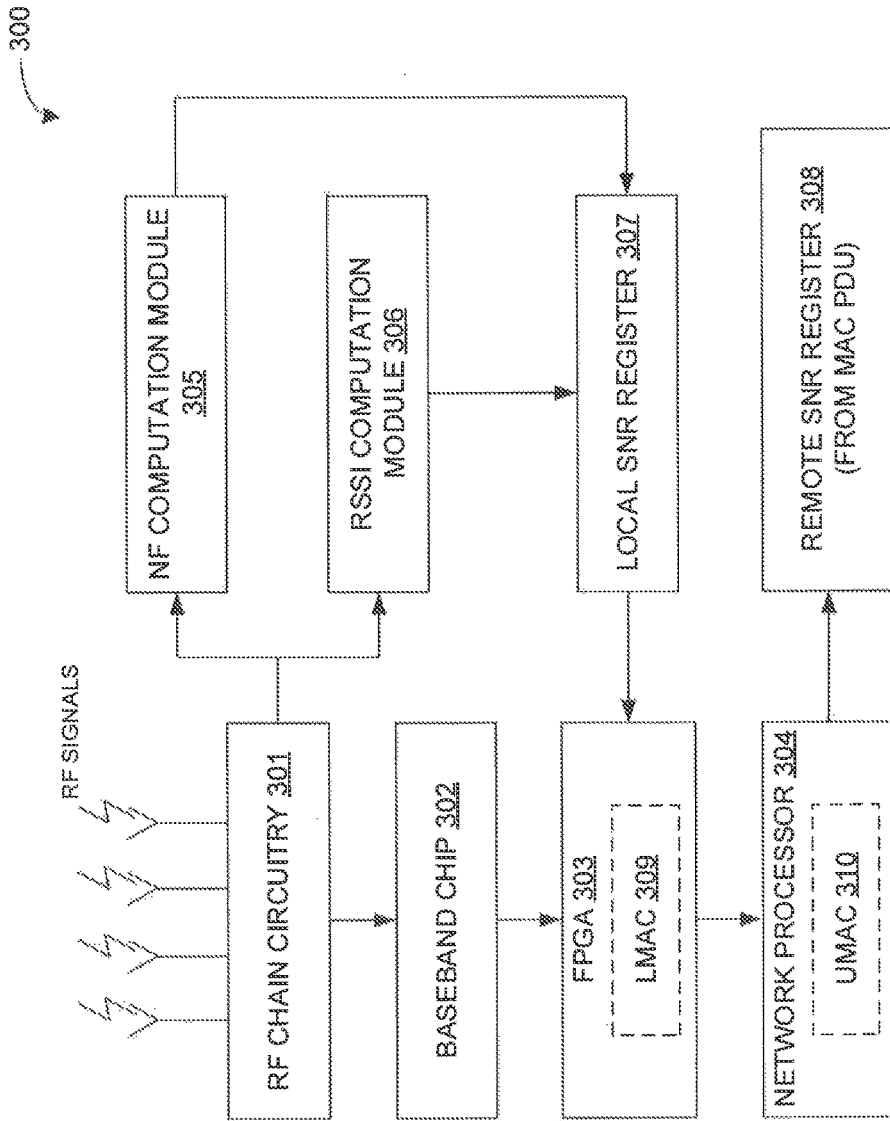 300
RF SIGNALS
RF CHAIN CIRCUITRY 301
BASEBAND CHIP 302
FPGA 303
LMAC 309
NETWORK PROCESSOR 304
UMAC 310
NF COMPUTATION MODULE
305
RSSI COMPUTATION
MODULE 306
LOCAL SNR REGISTER 307
REMOTE SNR REGISTER 308
(FROM MAC PDU)